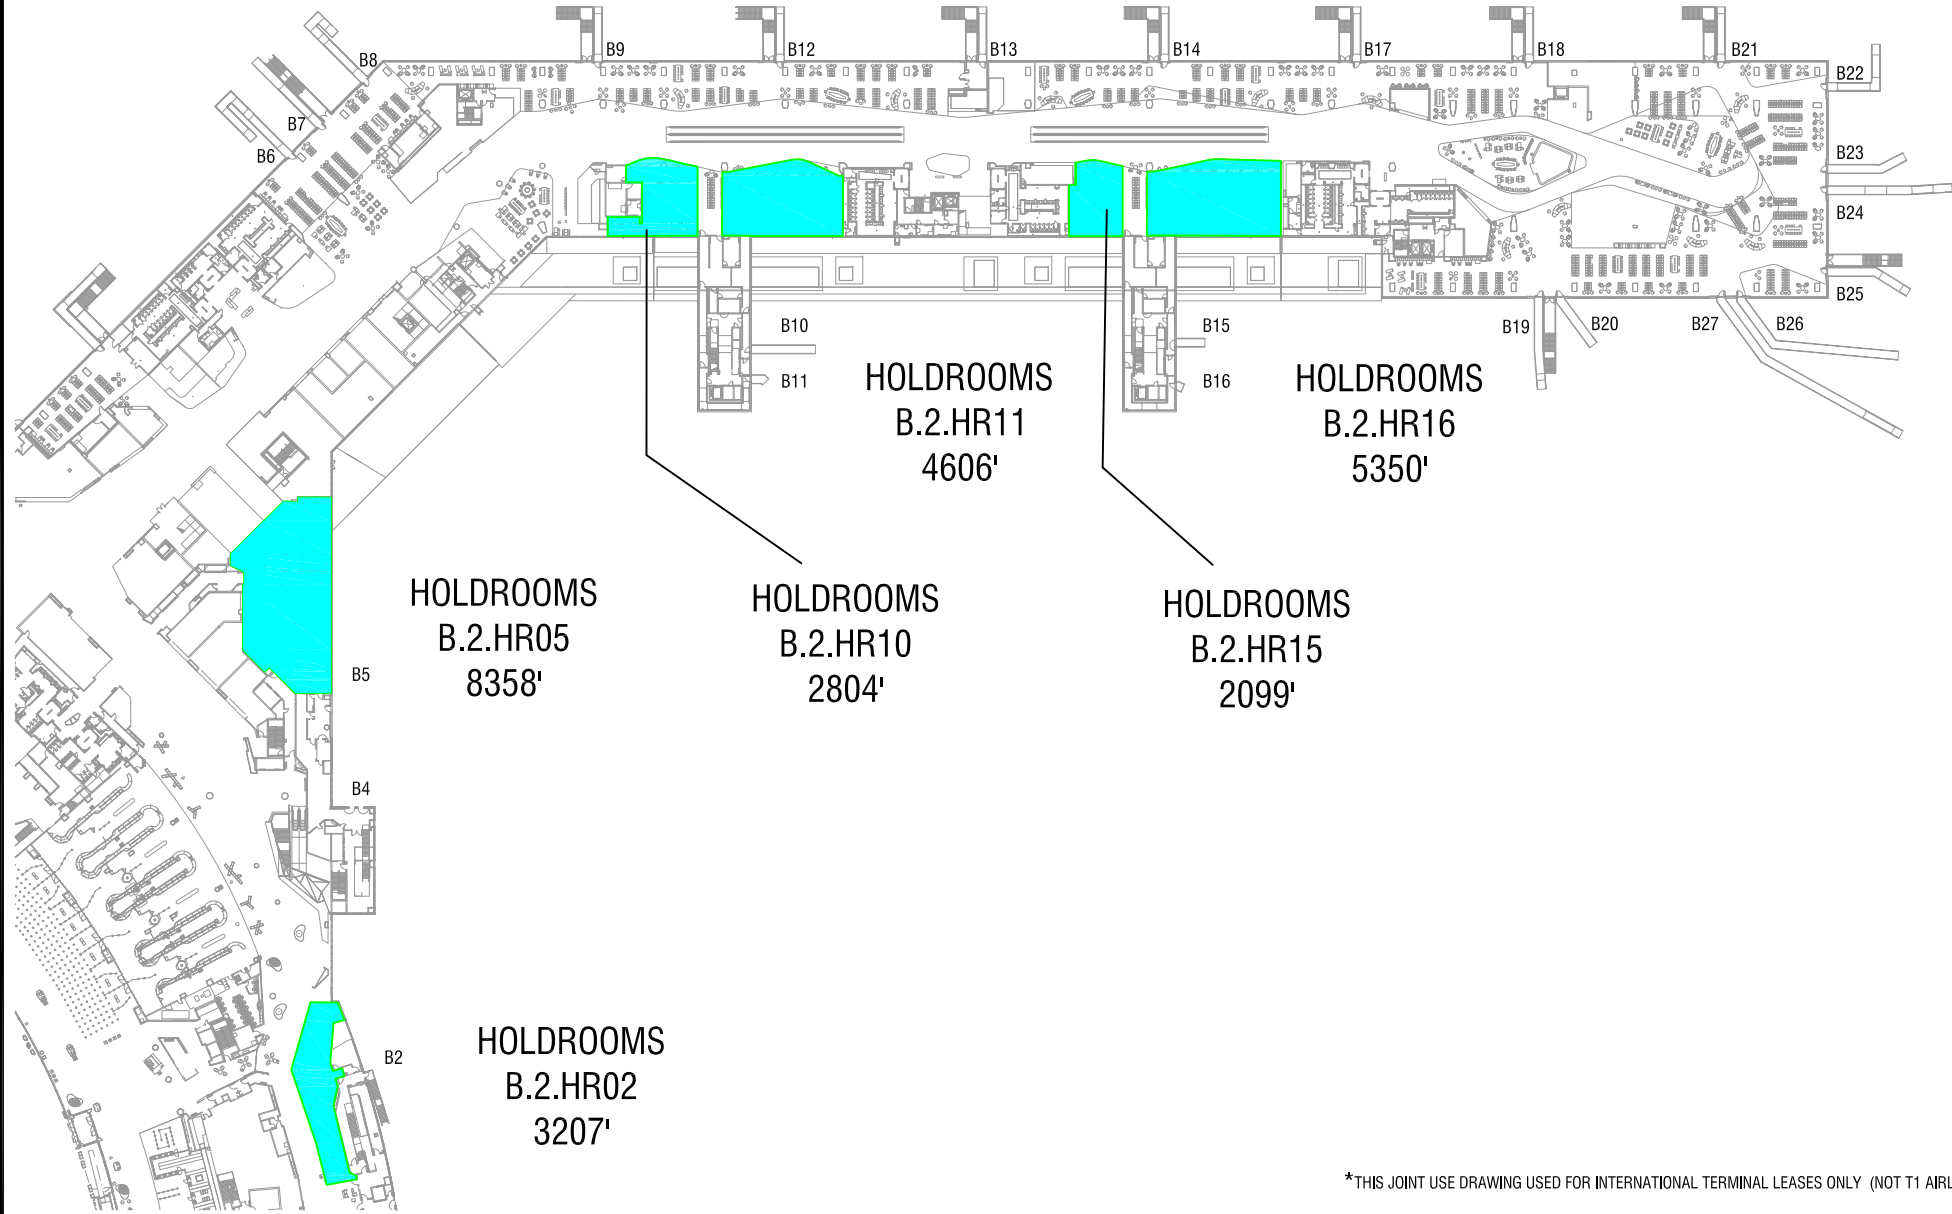 B9
B12
B13
B14
B17
B18
B21
B8
B22
B7
B6
B23
B24
B25
B10
B15
B19
B20
B27
B26
B11
B16
HOLDROOMS
B.2.HR11
4606'
HOLDROOMS
B.2.HR16
5350'
HOLDROOMS
B.2.HR05
8358'
HOLDROOMS
B.2.HR10
2804'
HOLDROOMS
B.2.HR15
2099'
B5
B4
HOLDROOMS
B.2.HR02
3207'
B2
*THIS JOINT USE DRAWING USED FOR INTERNATIONAL TERMINAL LEASES ONLY (NOT T1 AIRL